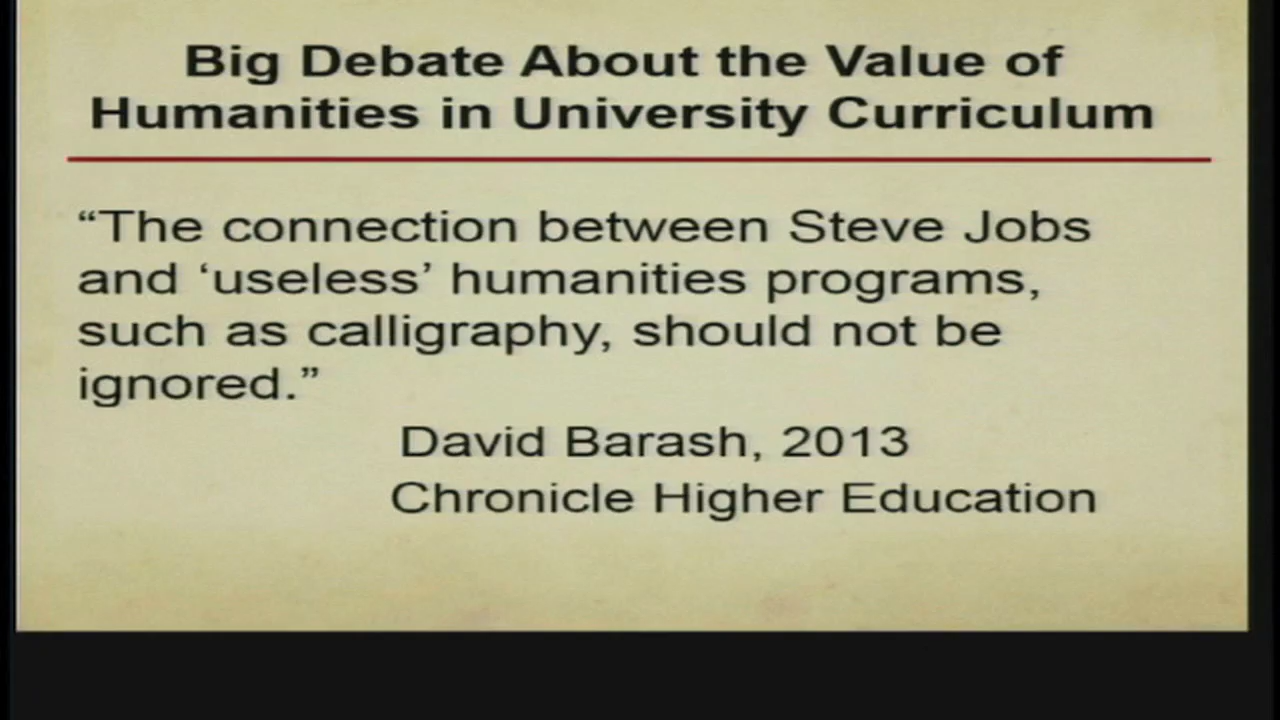 Big Debate About the Value of
Humanities in University Curriculum
“The connection between Steve Jobs
and ‘useless’ humanities programs,
such as calligraphy, should not be
ignored.”
David Barash, 2013
Chronicle Higher Education